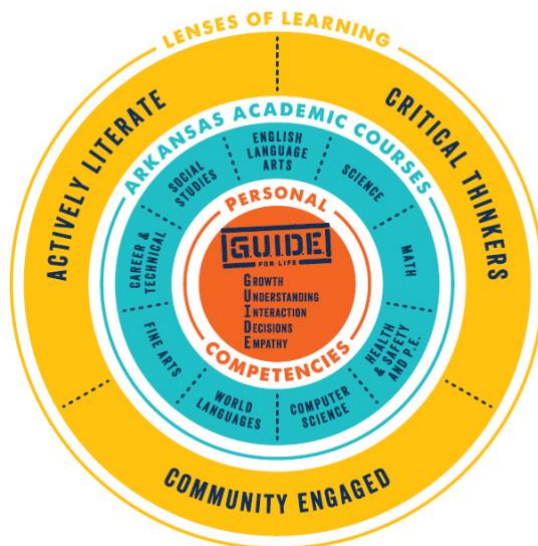 LENSES OF LEARNING
ACTIVELY LITERATE
CRITICAL THINKERS
COMMUNITY ENGAGED
ARKANSAS ACADEMIC COURSES
ENGLISH
LANGUAGE
ARTS
SCIENCE
MATH
HEALTH
& SAFETY
AND P.E.
COMPUTER
SCIENCE
WORLD
LANGUAGES
FINE ARTS
CAREER &
TECHNICAL
SOCIAL
STUDIES
PERSONAL
COMPETENCIES
G.U.I.D.E
FOR LIFE
GROWTH
UNDERSTANDING
INTERACTION
DECISIONS
EMPATHY